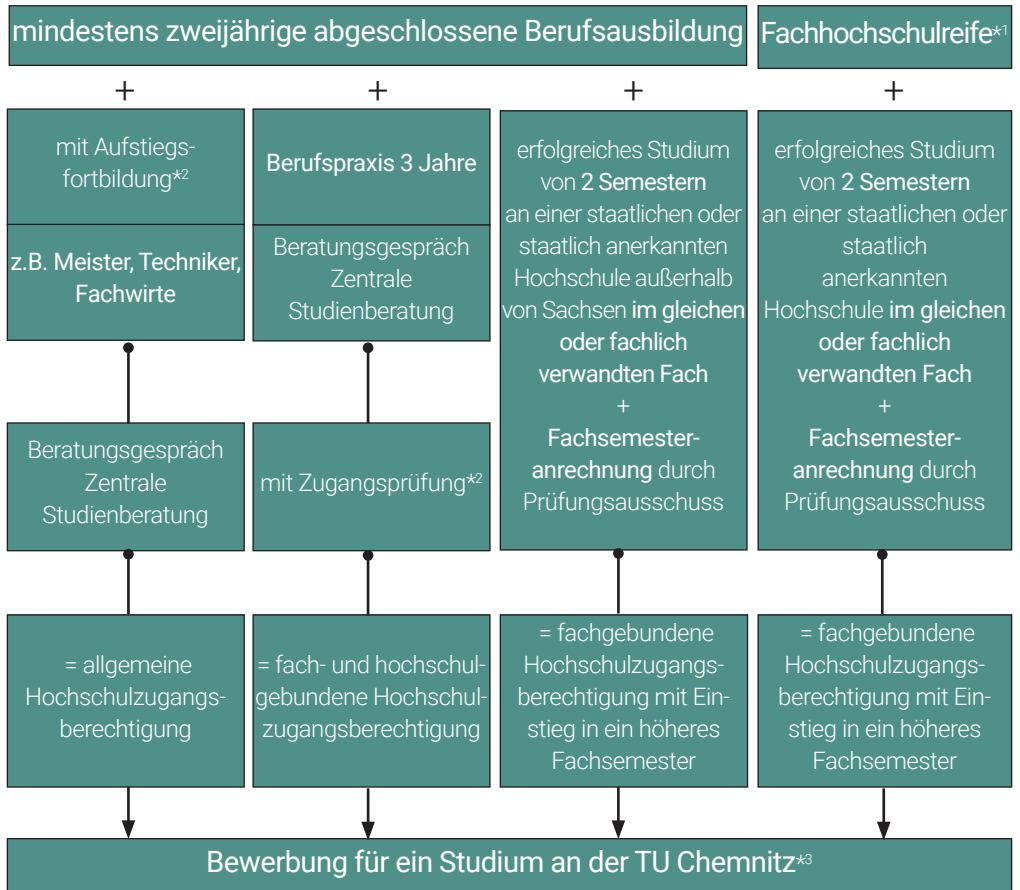 mindestens zweijährige abgeschlossene Berufsausbildung
Fachhochschulreife*1
+
+
+
+
mit Aufstiegs-
fortbildung*2
z.B. Meister, Techniker,
Fachwirte
Beratungsgespräch
Zentrale
Studienberatung
= allgemeine
Hochschulzugangs-
berechtigung
Berufspraxis 3 Jahre
Beratungsgespräch
Zentrale
Studienberatung
mit Zugangsprüfung*2
= fach- und hochschul-
gebundene Hochschul-
zugangsberechtigung
erfolgreiches Studium
von 2 Semestern
an einer staatlichen oder
staatlich anerkannten
Hochschule außerhalb
von Sachsen im gleichen
oder fachlich
verwandten Fach
+
Fachsemester-
anrechnung durch
Prüfungsausschuss
= fachgebundene
Hochschulzugangs-
berechtigung mit Ein-
stieg in ein höheres
Fachsemester
erfolgreiches Studium
von 2 Semestern
an einer staatlichen oder
staatlich
anerkannten
Hochschule im gleichen
oder fachlich
verwandten Fach
+
Fachsemester-
anrechnung durch
Prüfungsausschuss
= fachgebundene
Hochschulzugangs-
berechtigung mit Ein-
stieg in ein höheres
Fachsemester
Bewerbung für ein Studium an der TU Chemnitz*3